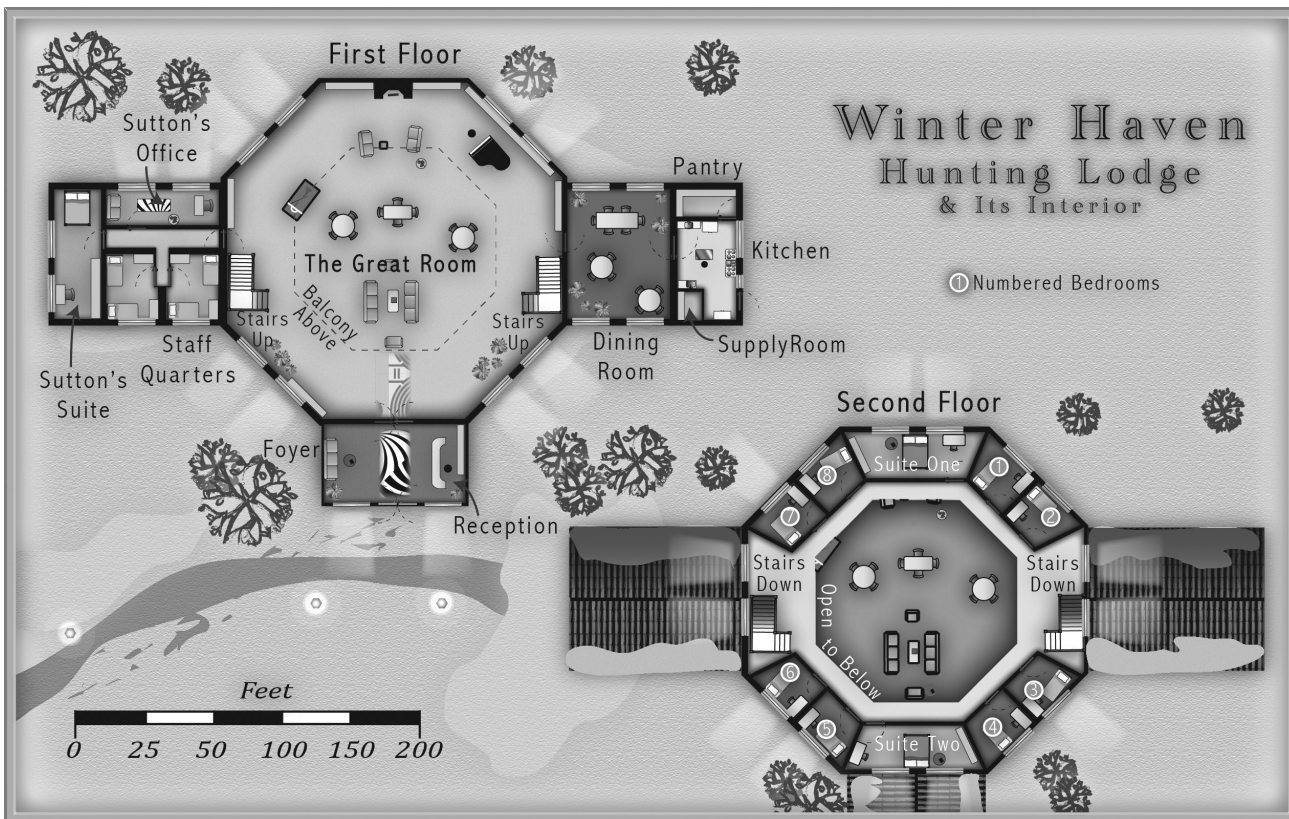 First Floor
Winter Haven
Hunting Lodge
& Its Interior
1 Numbered Bedrooms
Sutton's
Office
Pantry
Kitchen
The Great Room
Balcony
Above
Stairs
Up
Stairs
Up
Staff
Quarters
Dining
Room
SupplyRoom
Sutton's
Suite
Foyer
Reception
Second Floor
Suite One
8
1
7
2
Stairs
Down
Stairs
Down
Open to Below
6
3
5
4
Suite Two
Feet
0 25 50 100 150 200